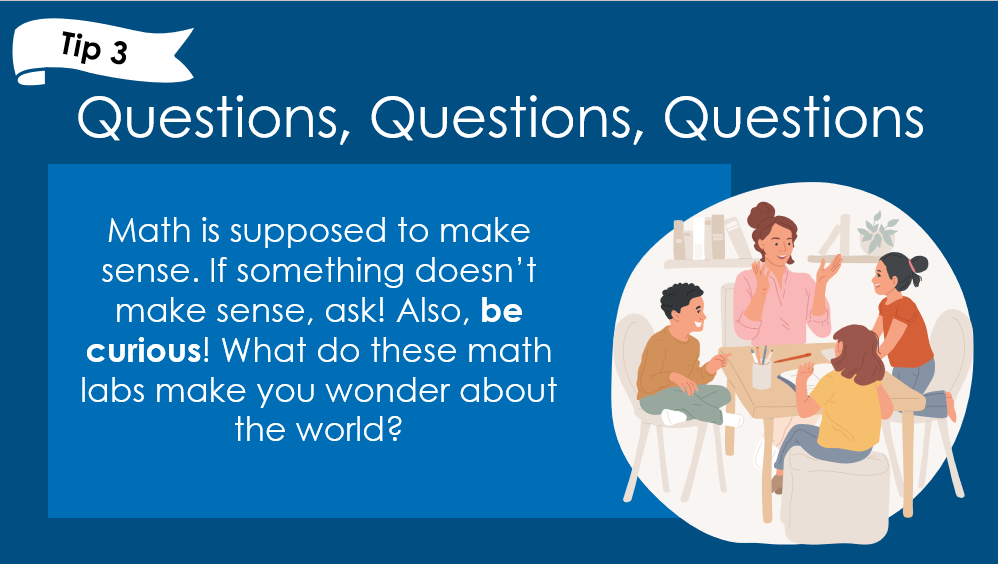 Tip 3
Questions, Questions, Questions
Math is supposed to make
sense. If something doesn’t
make sense, ask! Also, be
curious! What do these math
labs make you wonder about
the world?